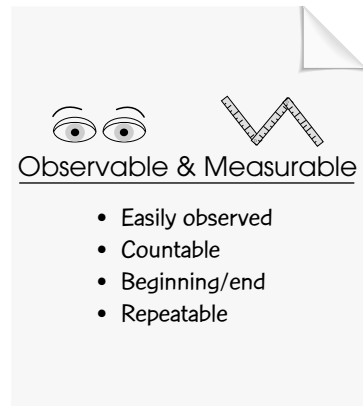 Observable & Measurable
• Easily observed
• Countable
• Beginning/end
• Repeatable